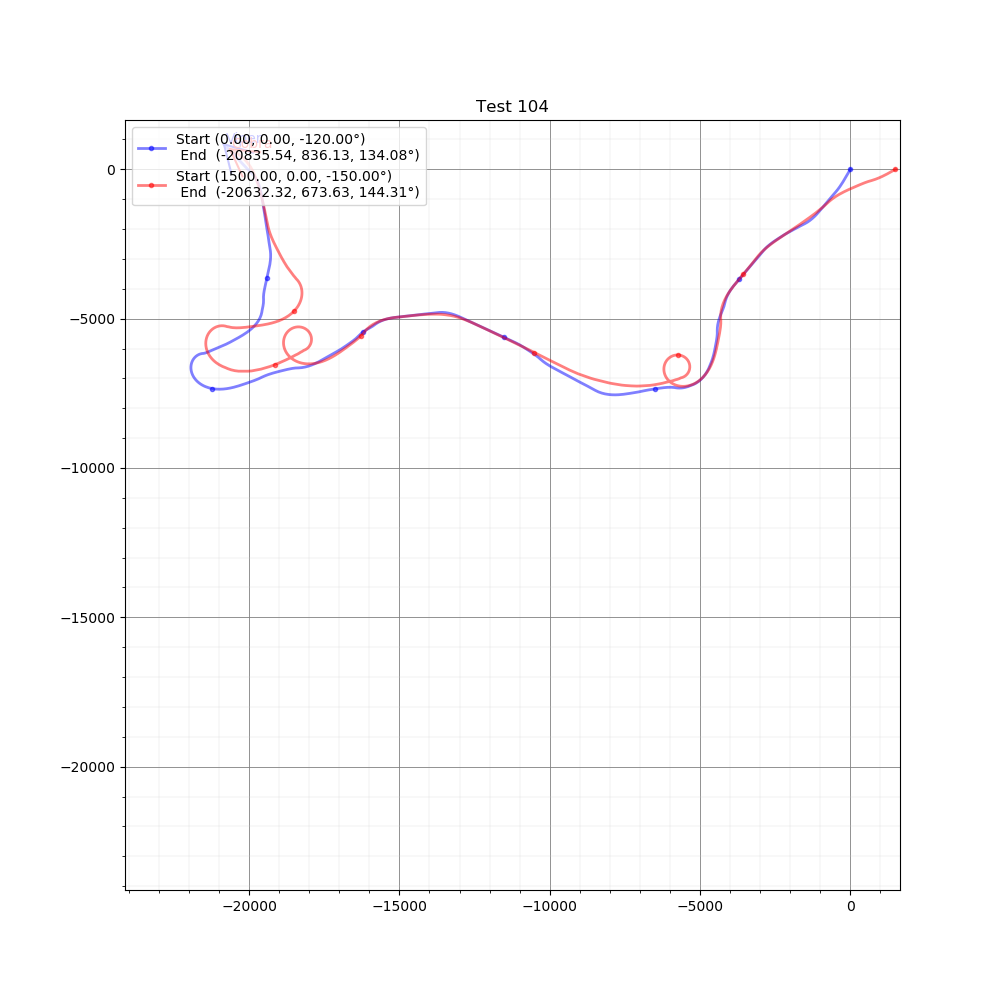 Test 104
Start (0.00, 0.00, -120.00°)
End  (-20835.54, 836.13, 134.08°)
Start (1500.00, 0.00, -150.00°)
End  (-20632.32, 673.63, 144.31°)
0
−5000
−10000
−15000
−20000
−20000
−15000
−10000
−5000
0